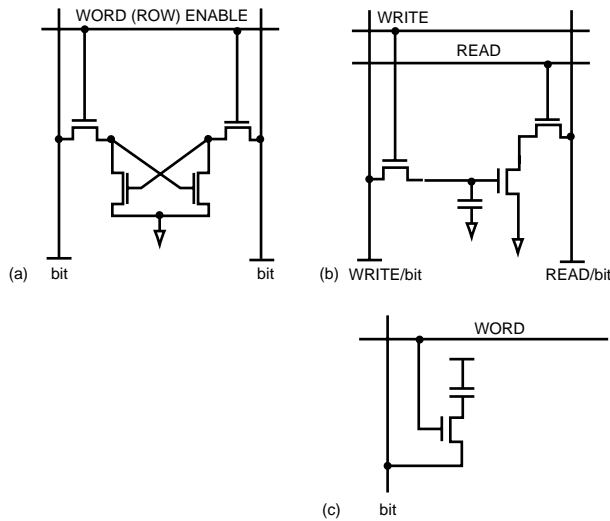 WORD (ROW) ENABLE
(a) bit bit
WRITE
READ
(b) WRITE/bit READ/bit
WORD
(c) bit